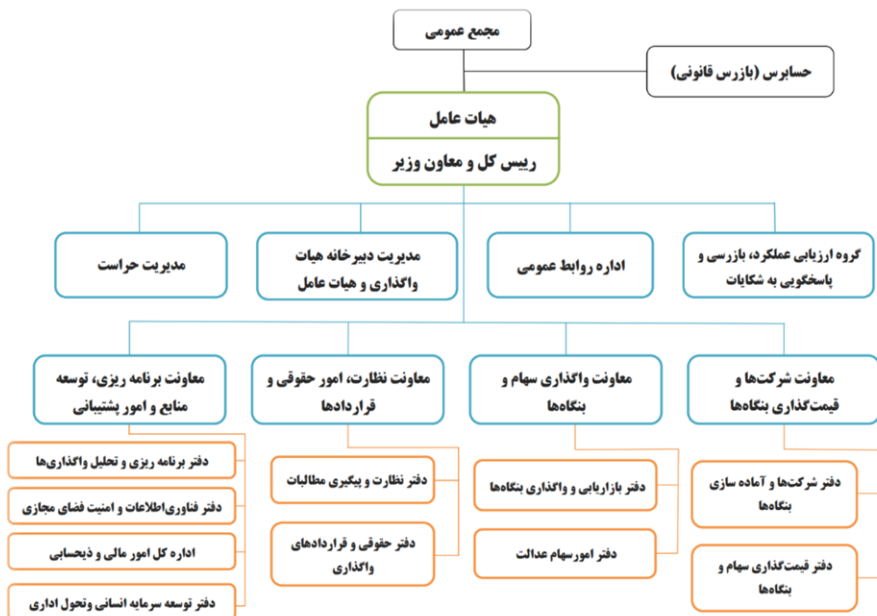 مجمع عمومی
حسابرس (بازرس قانونی)
هیات عامل
رییس کل و معاون وزیر
گروه ارزیابی عملکرد، بازرسی و
پاسخگویی به شکایات
اداره روابط عمومی
مدیریت دبیرخانه هیات
واگذاری و هیات عامل
مدیریت حراست
معاونت شرکت‌ها و
قیمت‌گذاری بنگاه‌ها
معاونت واگذاری سهام و
بنگاه‌ها
معاونت نظارت، امور حقوقی و
قراردادها
معاونت برنامه ریزی، توسعه
منابع و امور پشتیبانی
دفتر شرکت‌ها و آماده سازی
بنگاه‌ها
دفتر قیمت‌گذاری سهام و
بنگاه‌ها
دفتر بازاریابی و واگذاری بنگاه‌ها
دفتر امورسهام عدالت
دفتر نظارت و پیگیری مطالبات
دفتر حقوقی و قراردادهای
واگذاری
دفتر برنامه ریزی و تحلیل واگذاری‌ها
دفتر فناوری‌اطلاعات و امنیت فضای مجازی
اداره کل امور مالی و ذیحسابی
دفتر توسعه سرمایه انسانی وتحول اداری